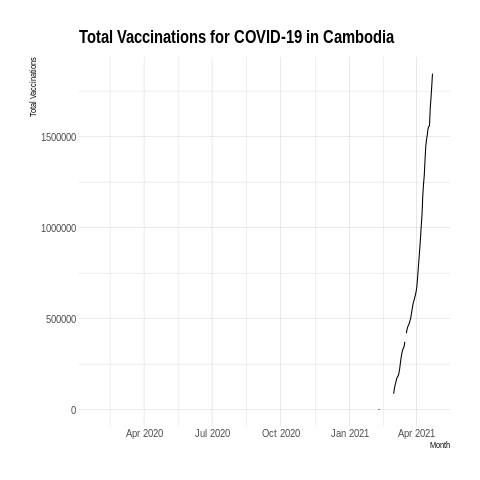 Total Vaccinations for COVID-19 in Cambodia
Total Vaccinations
1500000
1000000
500000
0
Apr 2020 Jul 2020 Oct 2020 Jan 2021 Apr 2021
Month